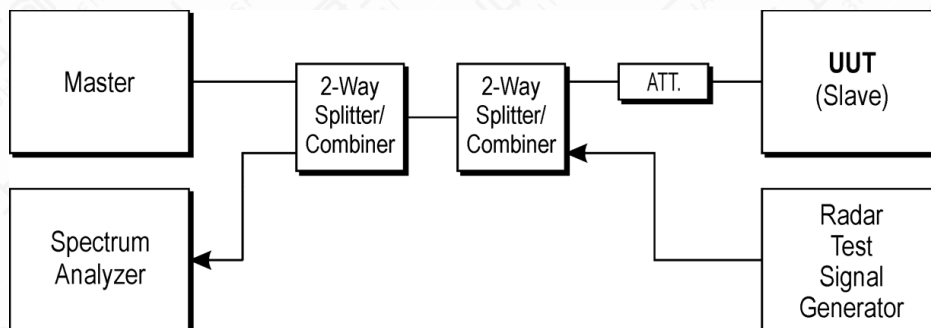 Master
2-Way
Splitter/
Combiner
2-Way
Splitter/
Combiner
ATT.
UUT
(Slave)
Spectrum
Analyzer
Radar
Test
Signal
Generator